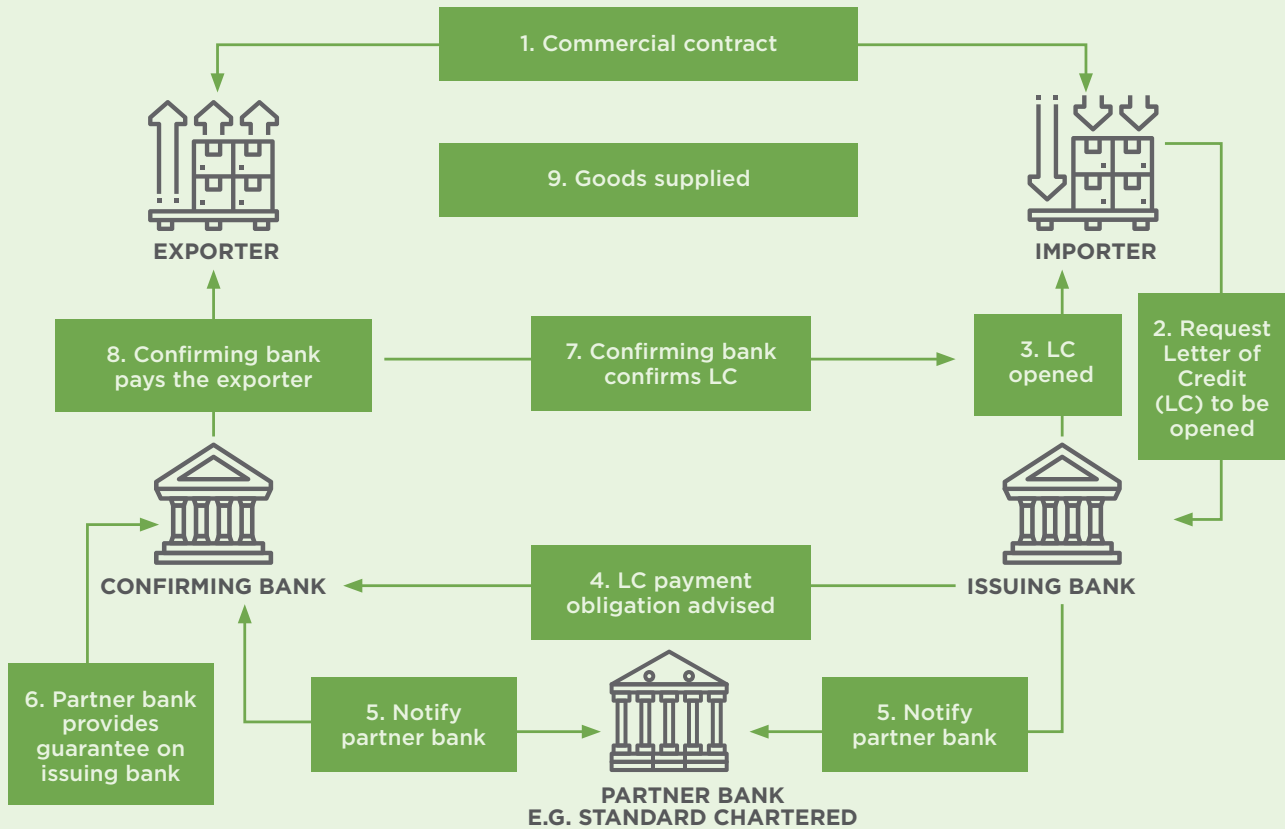 1. Commercial contract
9. Goods supplied
EXPORTER
IMPORTER
8. Confirming bank
pays the exporter
7. Confirming bank
confirms LC
3. LC
opened
2. Request
Letter of
Credit
(LC) to be
opened
CONFIRMING BANK
4. LC payment
obligation advised
ISSUING BANK
6. Partner bank
provides
guarantee on
issuing bank
5. Notify
partner bank
5. Notify
partner bank
PARTNER BANK
E.G. STANDARD CHARTERED